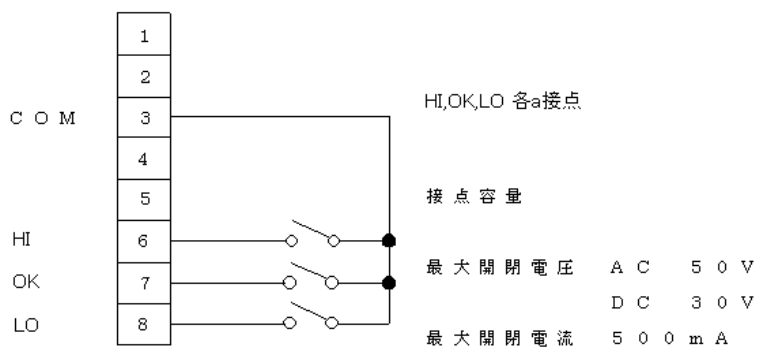 1
2
COM 3
4
5
HI 6
OK 7
LO 8
HI,OK,LO 各a接点
接点容量
最大開閉電圧 AC 50V
DC 30V
最大開閉電流 500mA